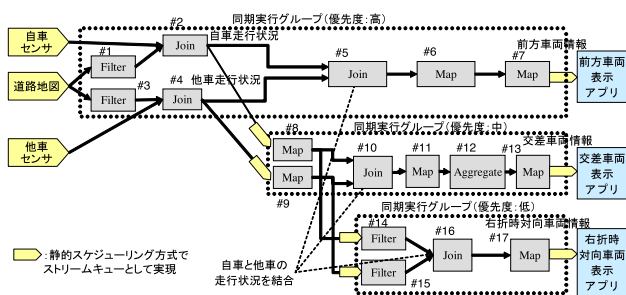 同期実行グループ(優先度:高)
自車
センサ
#2
Join
自車走行状況
#1
Filter
道路地図
#3
Filter
#4
Join
他車走行状況
#5
Join
#6
Map
#7
Map
前方車両情報
前方車両
表示
アプリ
他車
センサ
同期実行グループ(優先度:中)
#8
Map
#9
Map
#10
Join
#11
Map
#12
Aggregate
#13
Map
交差車両情報
交差車両
表示
アプリ
同期実行グループ(優先度:低)
#14
Filter
#15
Filter
#16
Join
#17
Map
右折時対向車両情報
右折時
対向車両
表示
アプリ
:静的スケジューリング方式で
ストリームキューとして実現
自車と他車の
走行状況を結合